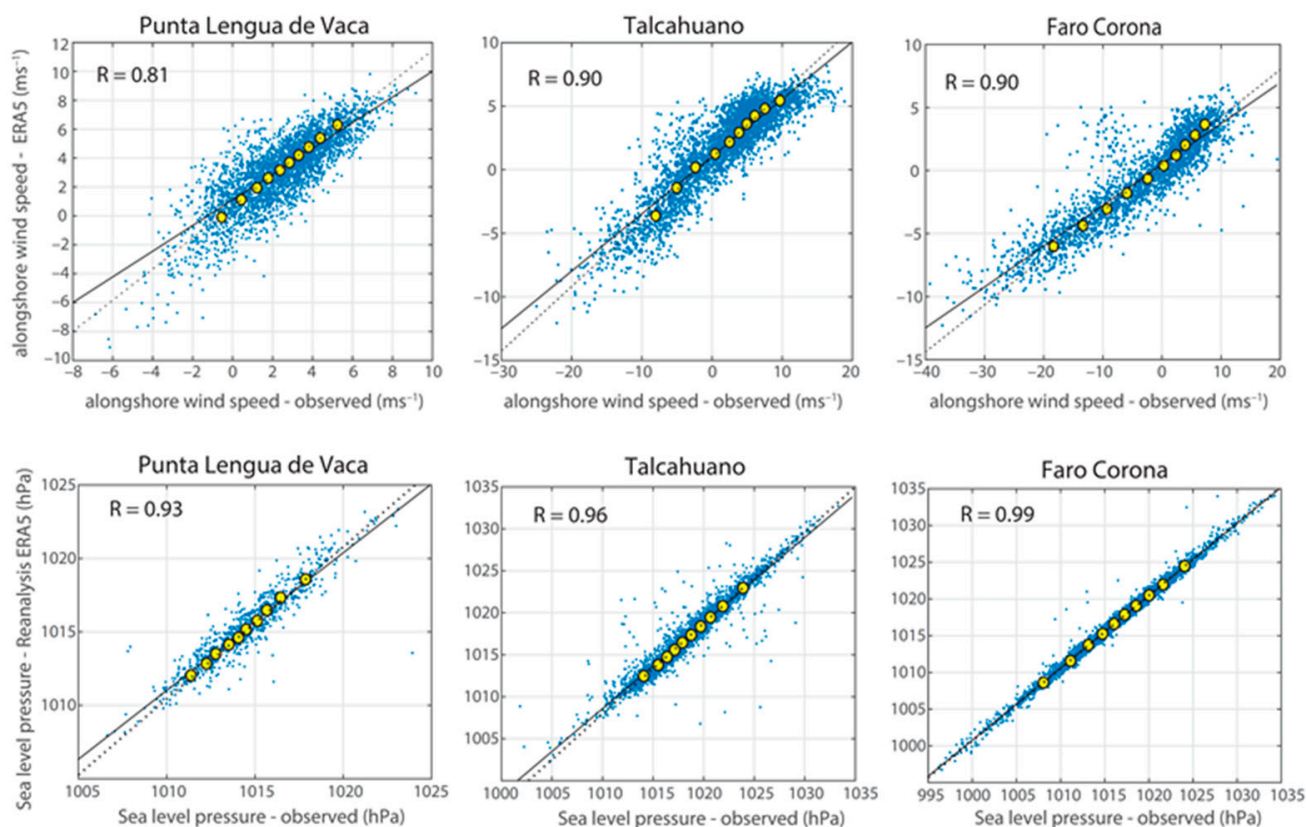 Punta Lengua de Vaca
Talcahuano
Faro Corona
R = 0.81
R = 0.90
R = 0.90
12
10
8
6
4
2
0
−2
−4
−6
−8
−10
10
5
0
−5
−10
−15
10
5
0
−5
−10
−15
alongshore wind speed - ERA5 (ms⁻¹)
−8 −6 −4 −2 0 2 4 6 8 10
−30 −20 −10 0 10 20
−40 −30 −20 −10 0 10 20
alongshore wind speed - observed (ms⁻¹)
alongshore wind speed - observed (ms⁻¹)
alongshore wind speed - observed (ms⁻¹)
Punta Lengua de Vaca
Talcahuano
Faro Corona
R = 0.93
R = 0.96
R = 0.99
1025
1020
1015
1010
1035
1030
1025
1020
1015
1010
1005
1035
1030
1025
1020
1015
1010
1005
1000
Sea level pressure - Reanalysis ERA5 (hPa)
1005 1010 1015 1020 1025
1000 1005 1010 1015 1020 1025 1030 1035
995 1000 1005 1010 1015 1020 1025 1030 1035
Sea level pressure - observed (hPa)
Sea level pressure - observed (hPa)
Sea level pressure - observed (hPa)